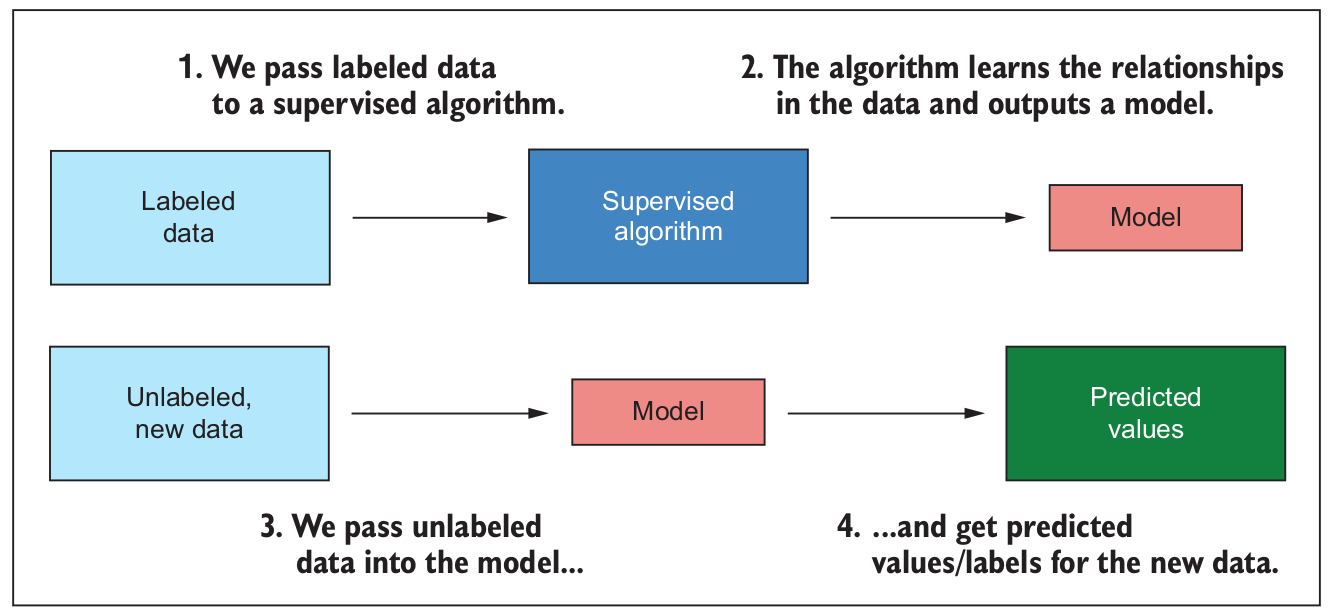 1. We pass labeled data
to a supervised algorithm.
2. The algorithm learns the relationships
in the data and outputs a model.
Labeled
data
Supervised
algorithm
Model
Unlabeled,
new data
Model
Predicted
values
3. We pass unlabeled
data into the model...
4. ...and get predicted
values/labels for the new data.